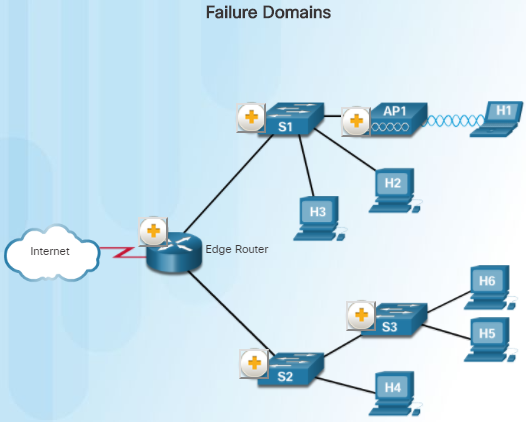 Failure Domains
S1
AP1
H1
H2
H3
Internet
Edge Router
H6
S3
H5
S2
H4